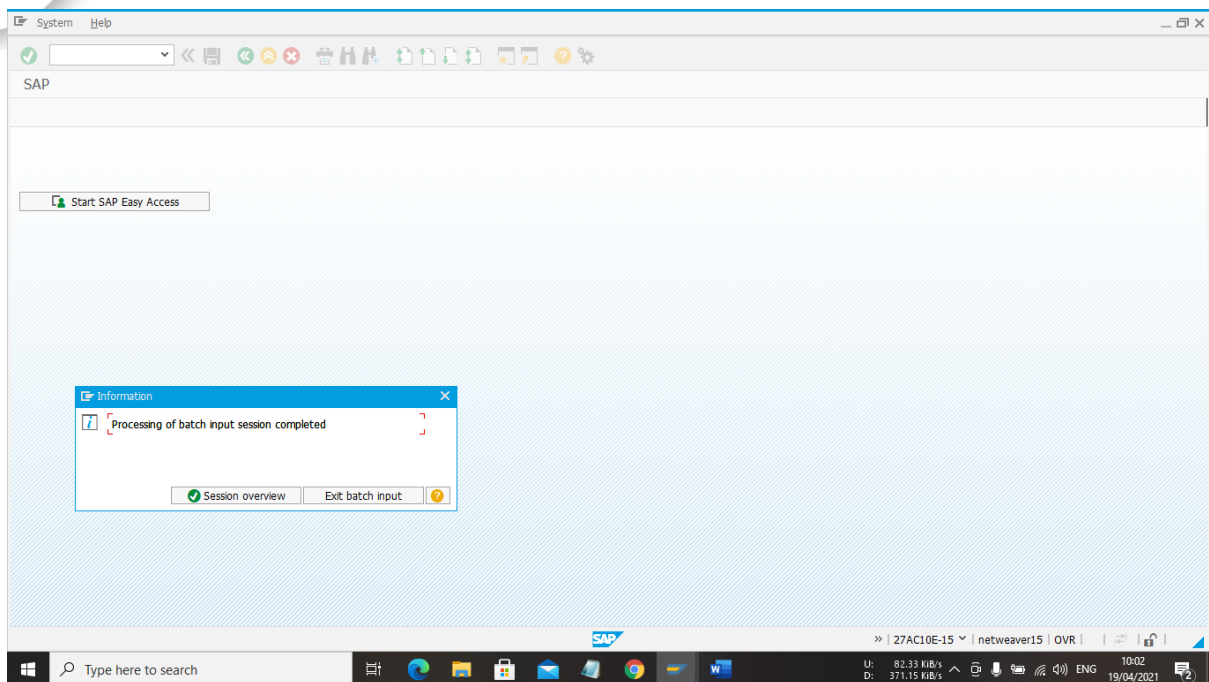 System Help
SAP
Start SAP Easy Access
Information
Processing of batch input session completed
Session overview Exit batch input
SAP
27AC10E-15 netweaver15 OVR
Type here to search
U: 82.33 KiB/s
D: 371.15 KiB/s
ENG
10:02
19/04/2021
2